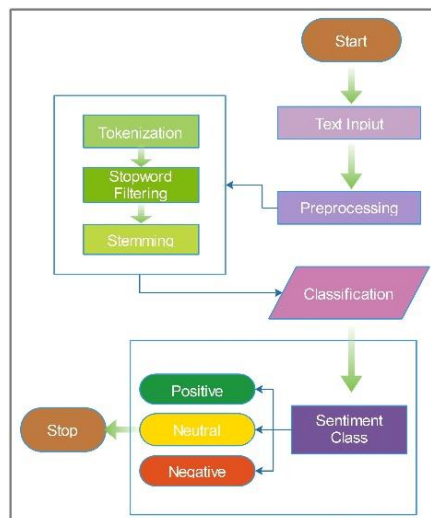 Start
Text Inpiut
Preprocessing
Tokenization
Stopword
Filtering
Stemming
Classification
Sentiment
Class
Positive
Neutral
Negative
Stop